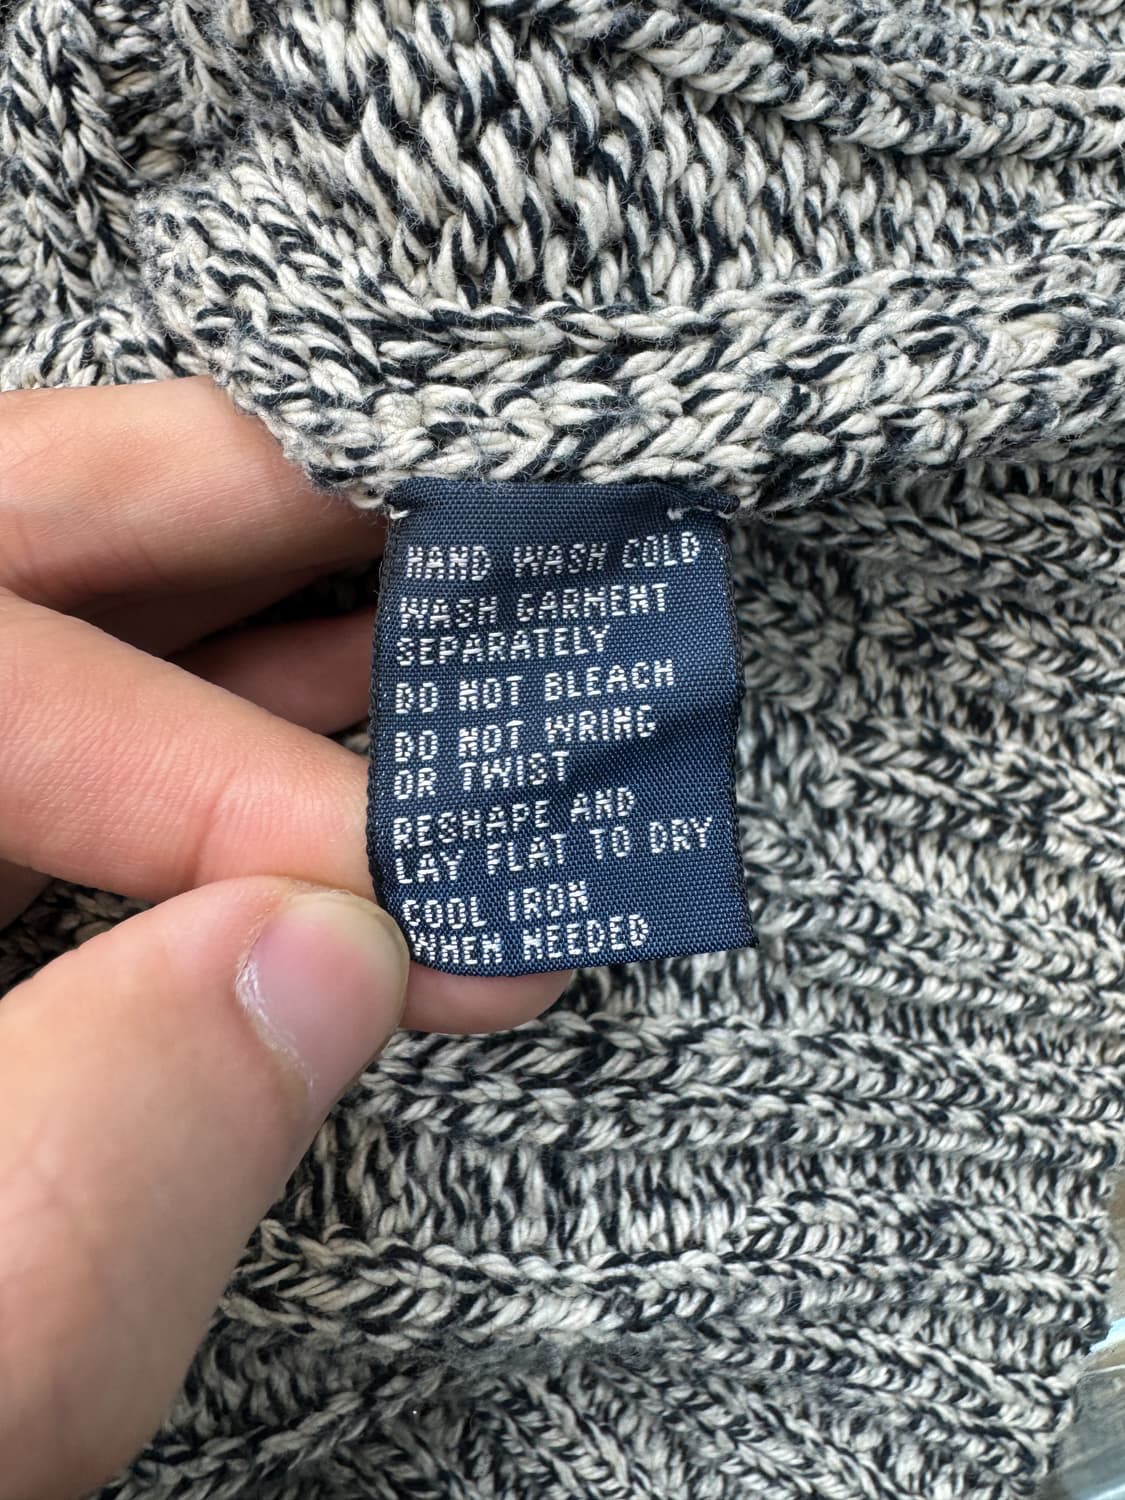 HAND WASH COLD
WASH GARMENT
SEPARATELY
DO NOT BLEACH
DO NOT WRING
OR TWIST
RESHAPE AND
LAY FLAT TO DRY
COOL IRON
WHEN NEEDED